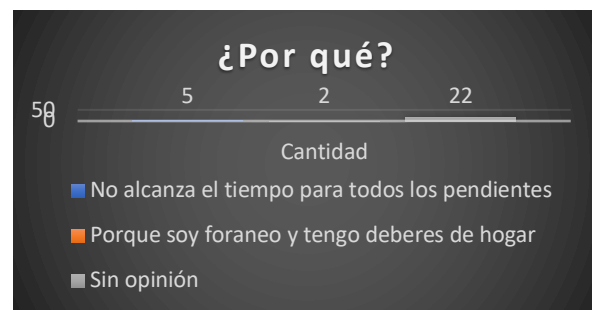 ¿Por qué?
5 2 22
50
0
Cantidad
No alcanza el tiempo para todos los pendientes
Porque soy foraneo y tengo deberes de hogar
Sin opinión